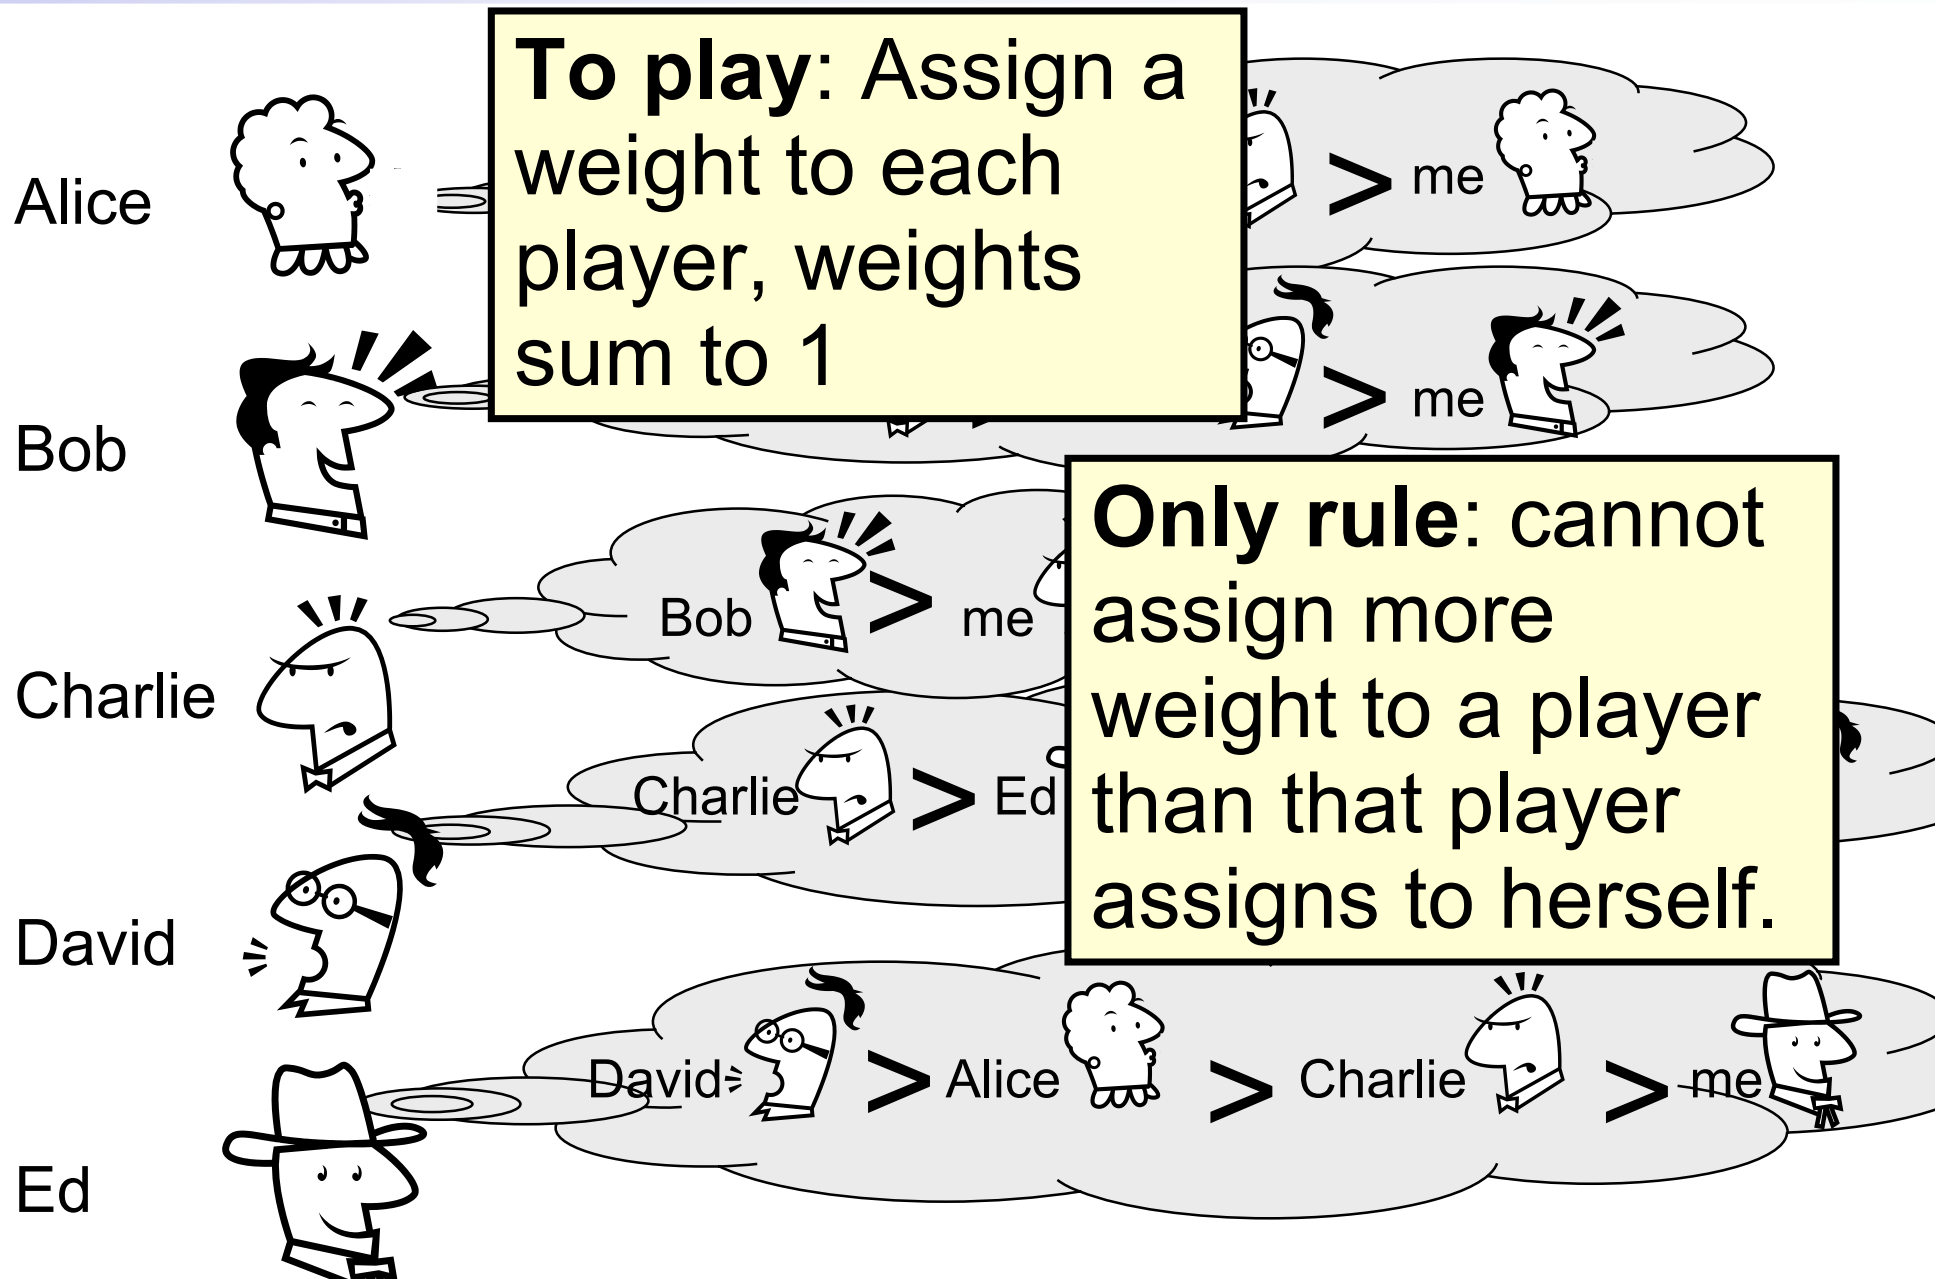 To play: Assign a
weight to each
player, weights
sum to 1
Alice
> me
Bob
> me
Only rule: cannot
assign more
weight to a player
than that player
assigns to herself.
Charlie
Bob > me
Charlie > Ed
David
David > Alice > Charlie > me
Ed